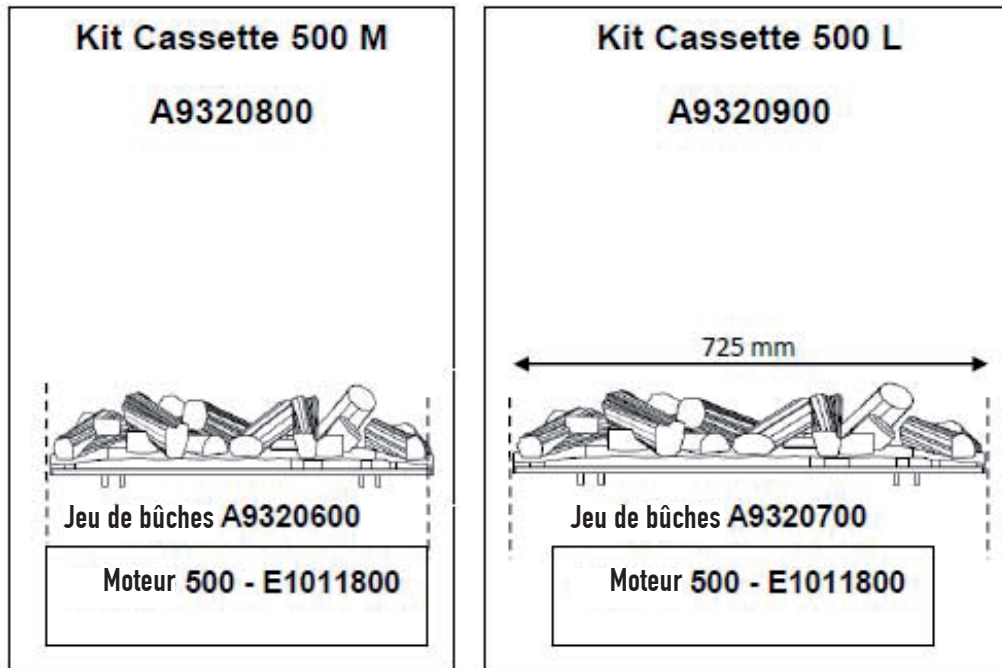 Kit Cassette 500 M
A9320800
Jeu de bûches A9320600
Moteur 500 - E1011800
Kit Cassette 500 L
A9320900
725 mm
Jeu de bûches A9320700
Moteur 500 - E1011800